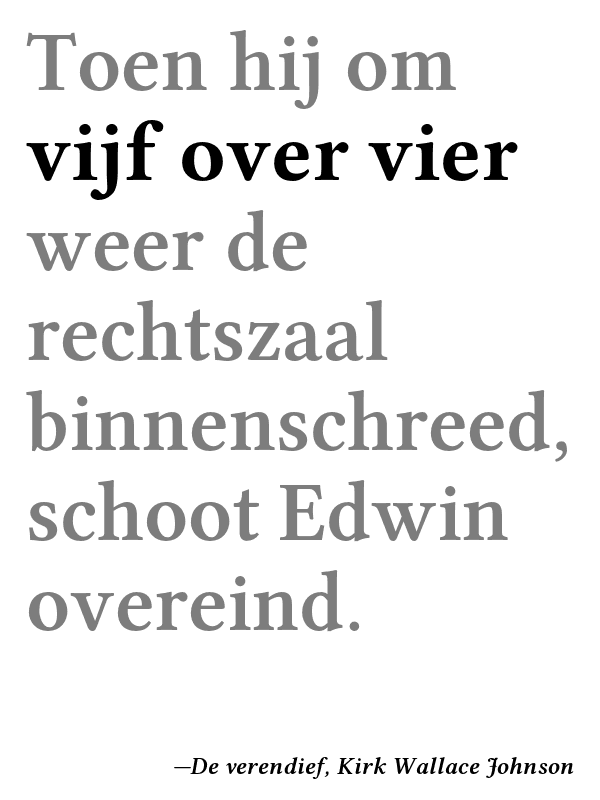 Toen hij om
vijf over vier
weer de
rechtszaal
binnenschreed,
schoot Edwin
overeind.
—De verendief, Kirk Wallace Johnson